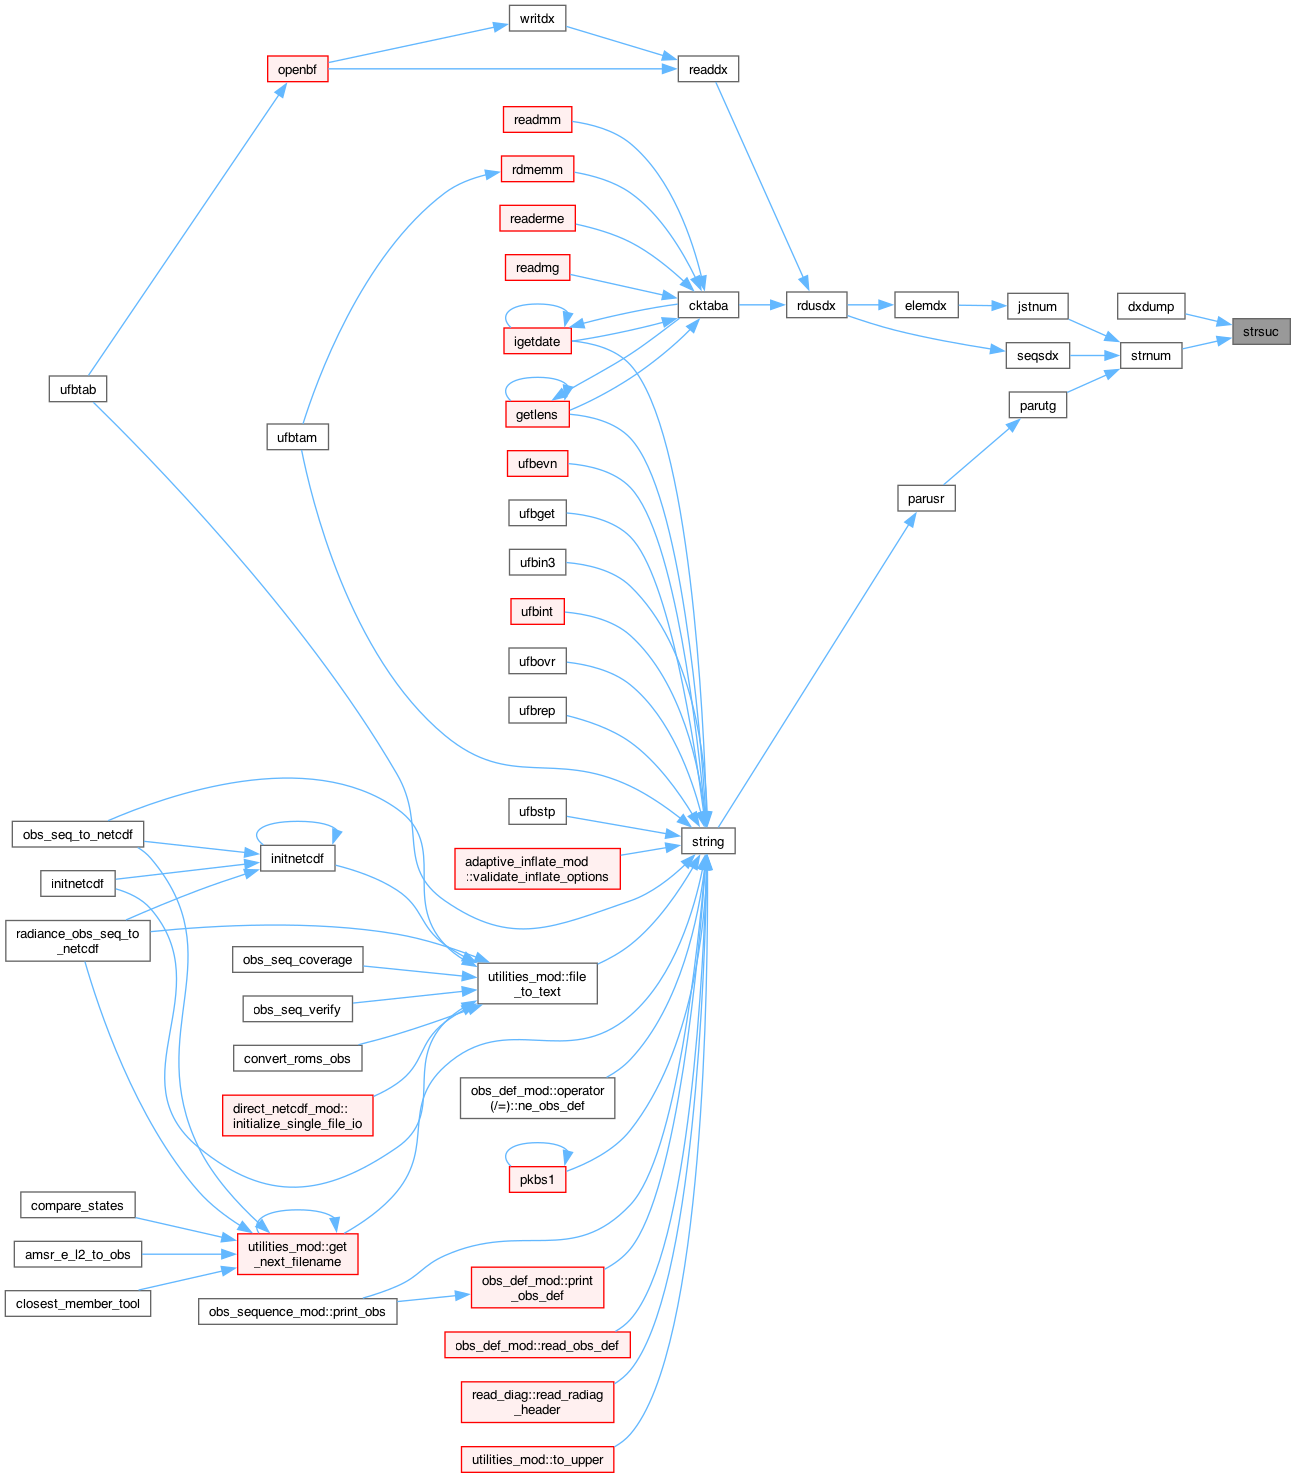 writdx
openbf
readdx
readmm
rdmemm
readerme
readmg
cktaba
rdusdx
elemdx
jstnum
dxdump
strsuc
igetdate
seqsdx
strnum
ufbtab
parutg
getlens
ufbtam
ufbevn
parusr
ufbget
ufbin3
ufbint
ufbovr
ufbrep
ufbstp
obs_seq_to_netcdf
string
initnetcdf
adaptive_inflate_mod
::validate_inflate_options
initnetcdf
radiance_obs_seq_to
_netcdf
obs_seq_coverage
utilities_mod::file
_to_text
obs_seq_verify
convert_roms_obs
obs_def_mod::operator
(/=)::ne_obs_def
direct_netcdf_mod::
initialize_single_file_io
pkbs1
compare_states
utilities_mod::get
_next_filename
amsr_e_l2_to_obs
obs_def_mod::print
_obs_def
closest_member_tool
obs_sequence_mod::print_obs
obs_def_mod::read_obs_def
read_diag::read_radiag
_header
utilities_mod::to_upper